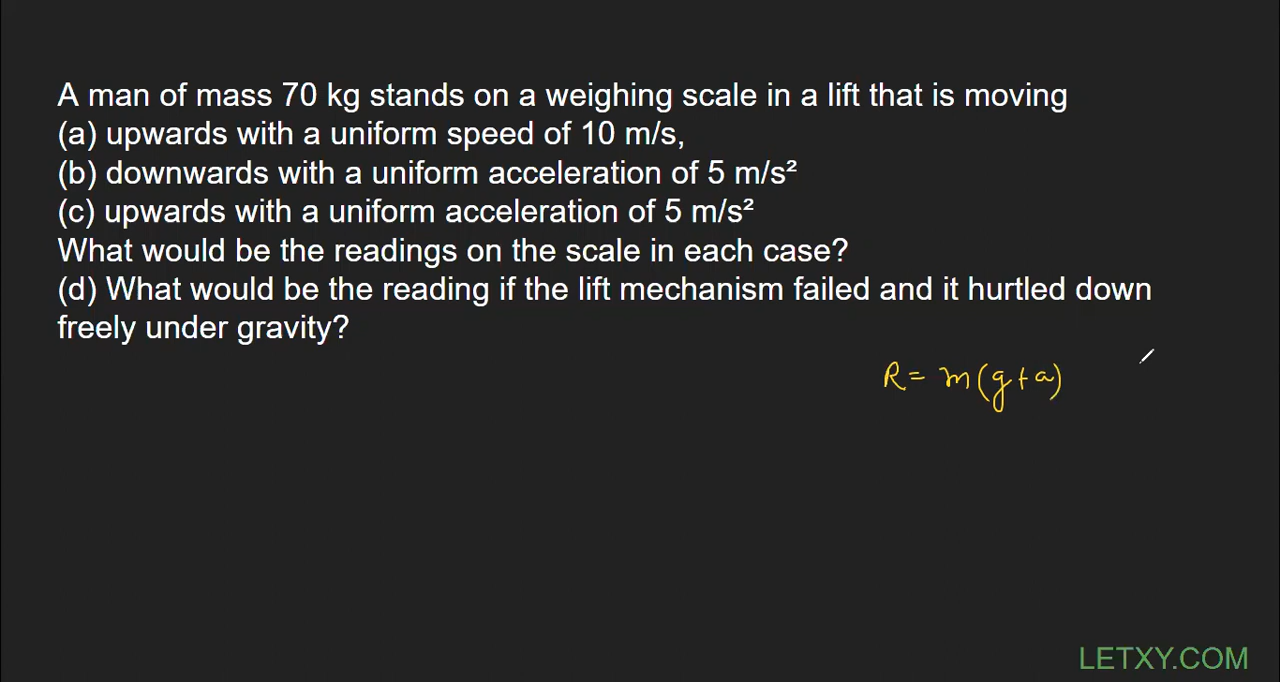 A man of mass 70 kg stands on a weighing scale in a lift that is moving
(a) upwards with a uniform speed of 10 m/s,
(b) downwards with a uniform acceleration of 5 m/s²
(c) upwards with a uniform acceleration of 5 m/s²
What would be the readings on the scale in each case?
(d) What would be the reading if the lift mechanism failed and it hurtled down
freely under gravity?
R = m(g+a)
LETXY.COM